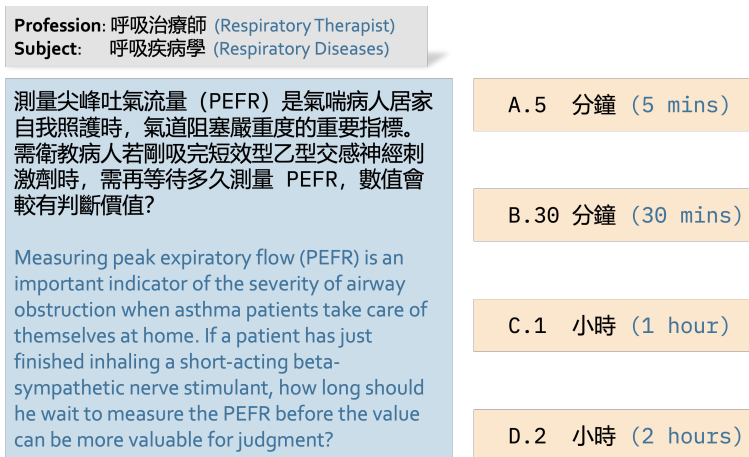 Profession: 呼吸治療師 (Respiratory Therapist)
Subject: 呼吸疾病學 (Respiratory Diseases)
測量尖峰吐氣流量（PEFR）是氣喘病人居家
自我照護時，氣道阻塞嚴重度的重要指標。
需衛教病人若剛吸完短效型乙型交感神經刺
激劑時，需再等待多久測量 PEFR，數值會
較有判斷價值？
Measuring peak expiratory flow (PEFR) is an
important indicator of the severity of airway
obstruction when asthma patients take care of
themselves at home. If a patient has just
finished inhaling a short-acting beta-
sympathetic nerve stimulant, how long should
he wait to measure the PEFR before the value
can be more valuable for judgment?
A.5 分鐘 (5 mins)
B.30 分鐘 (30 mins)
C.1 小時 (1 hour)
D.2 小時 (2 hours)